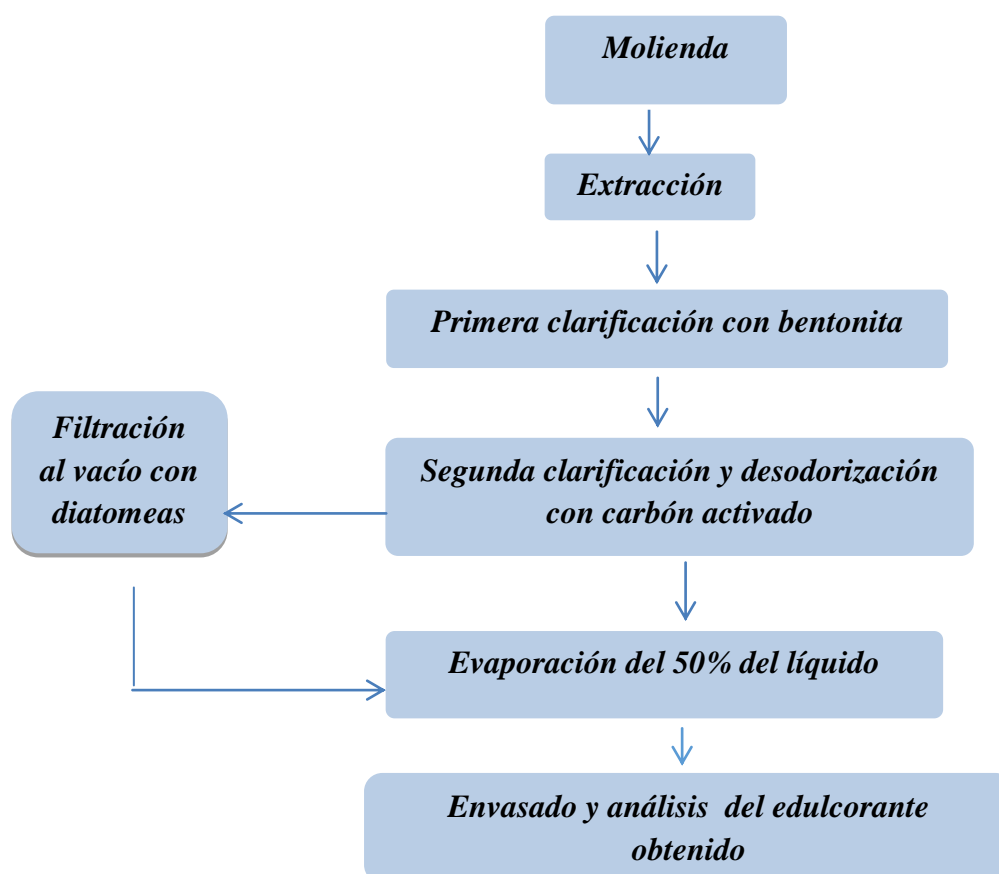 Molienda
Extracción
Primera clarificación con bentonita
Filtración
al vacío con
diatomeas
Segunda clarificación y desodorización
con carbón activado
Evaporación del 50% del líquido
Envasado y análisis del edulcorante
obtenido